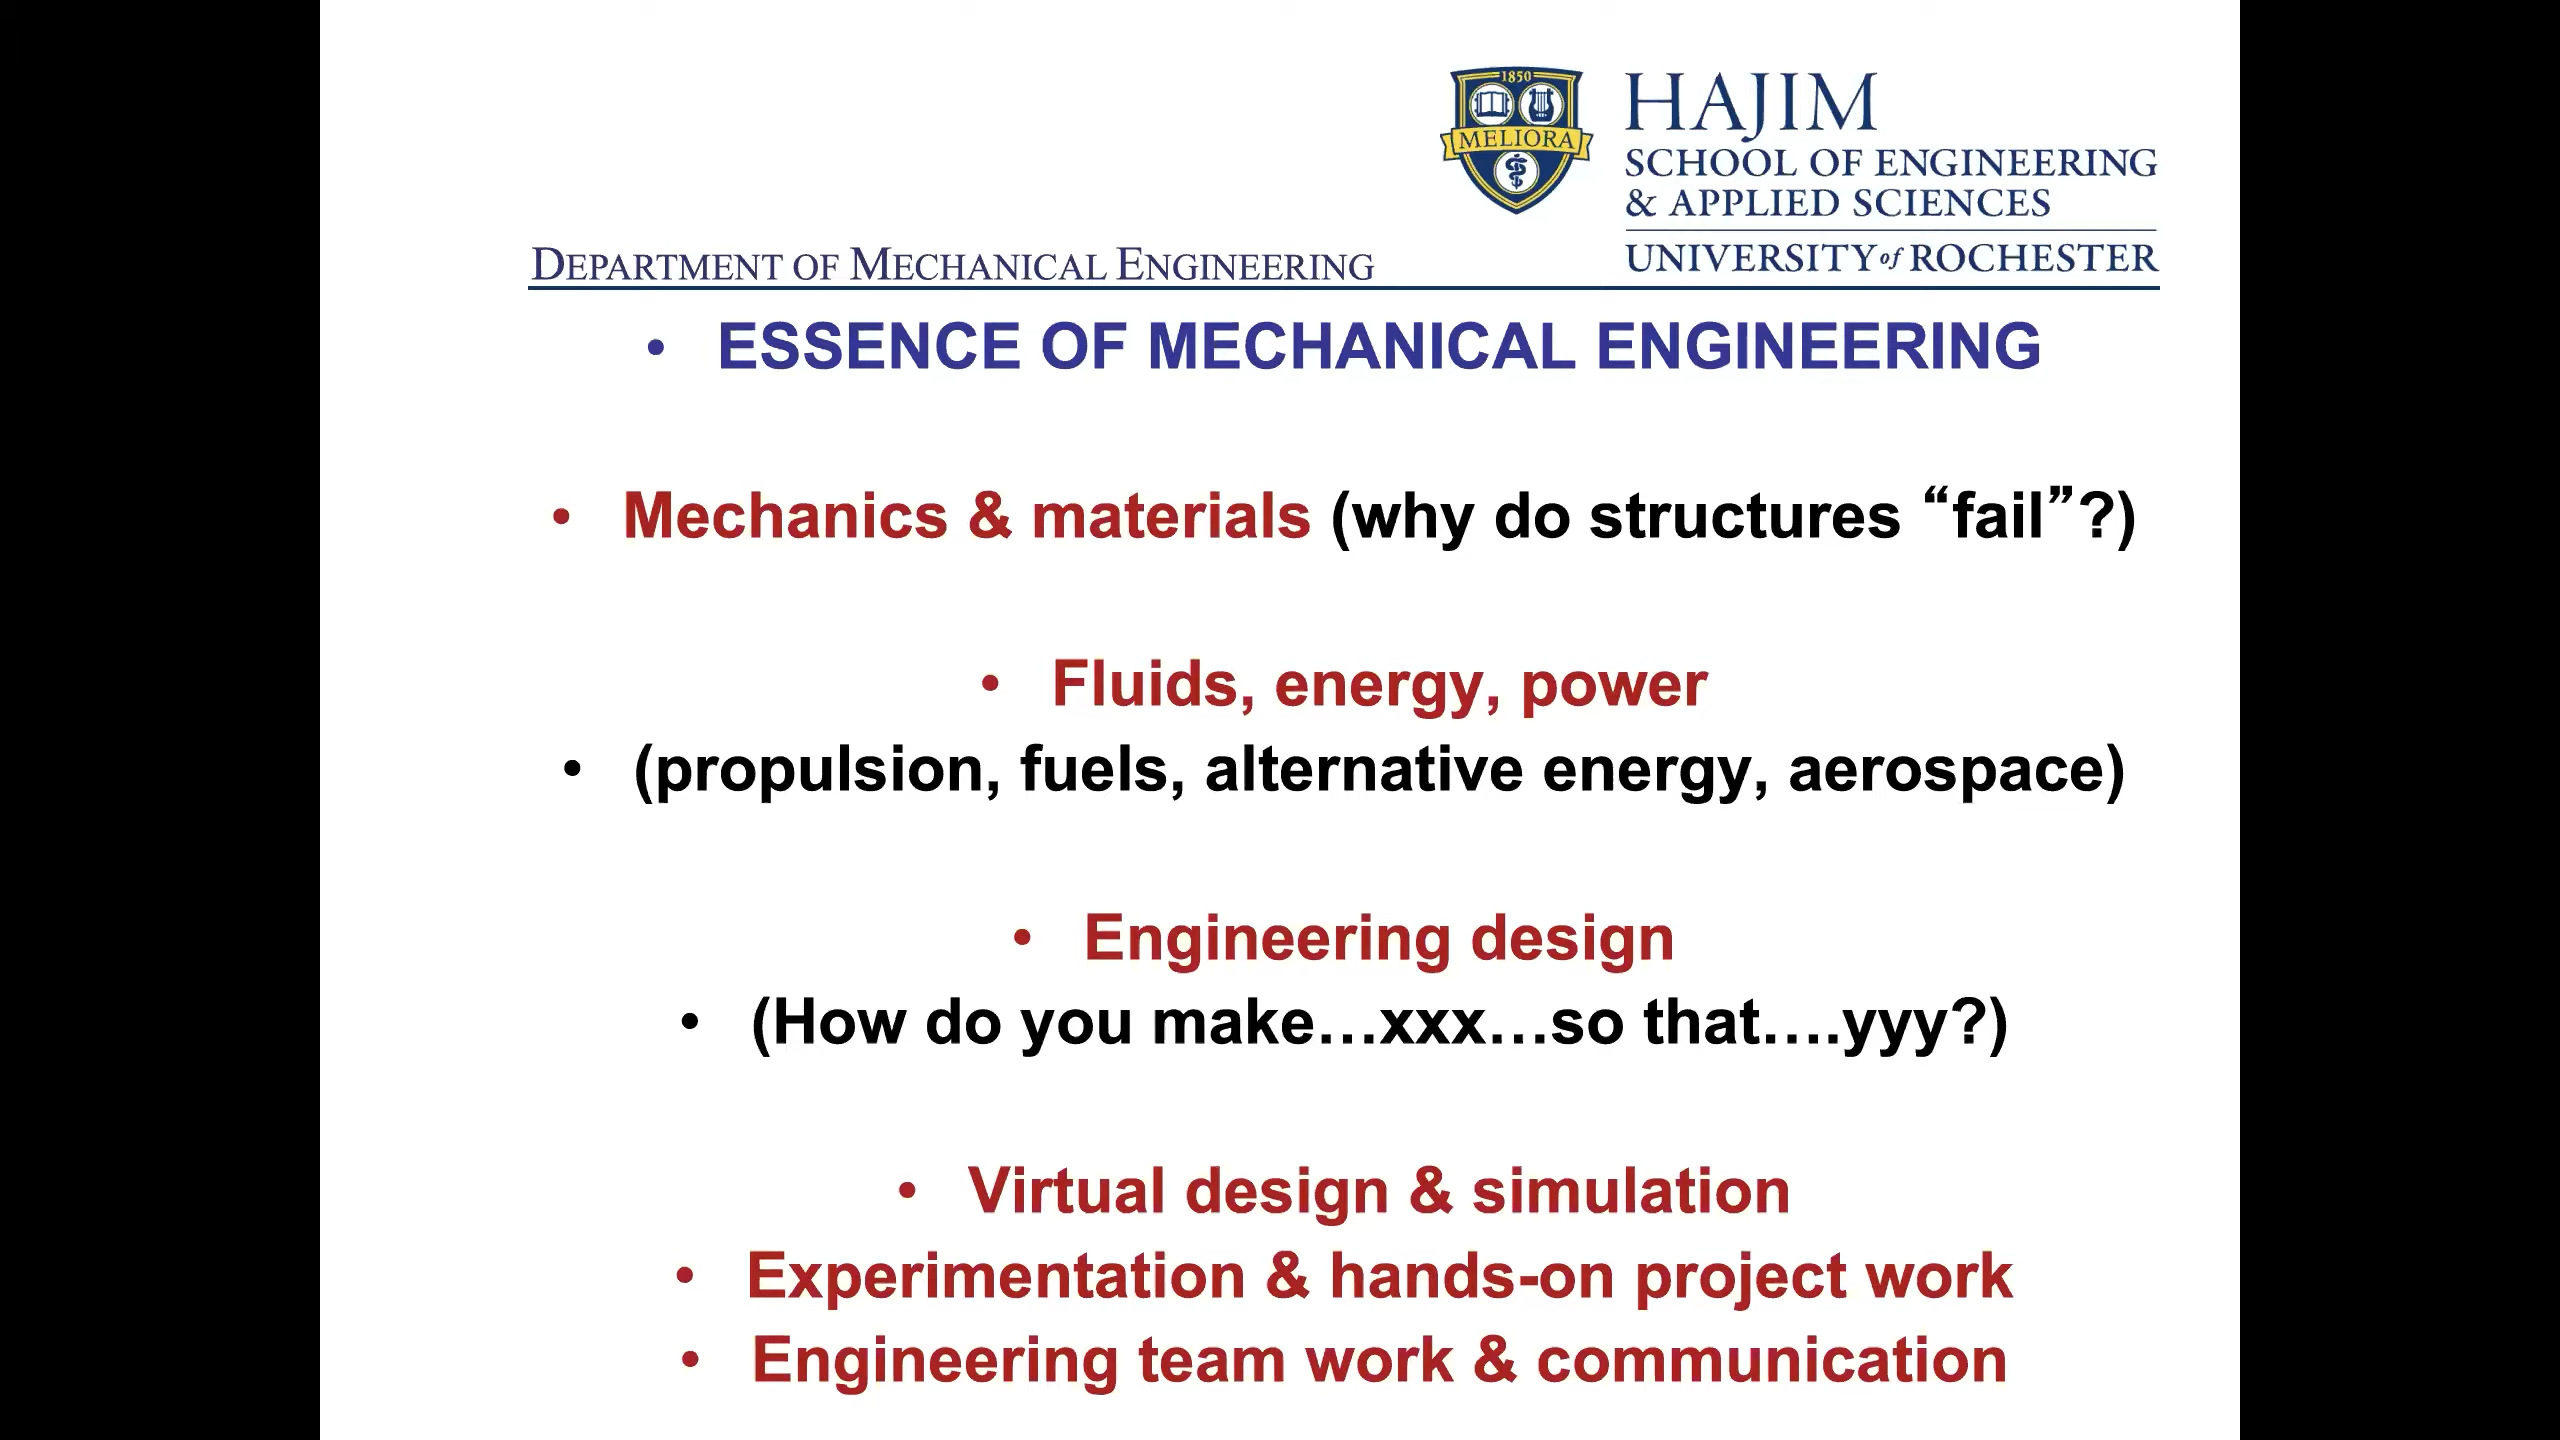 1850
MELIORA
HAJIM
SCHOOL OF ENGINEERING
& APPLIED SCIENCES
UNIVERSITY of ROCHESTER
DEPARTMENT OF MECHANICAL ENGINEERING
• ESSENCE OF MECHANICAL ENGINEERING
• Mechanics & materials (why do structures “fail”?)
• Fluids, energy, power
• (propulsion, fuels, alternative energy, aerospace)
• Engineering design
• (How do you make…xxx…so that….yyy?)
• Virtual design & simulation
• Experimentation & hands-on project work
• Engineering team work & communication